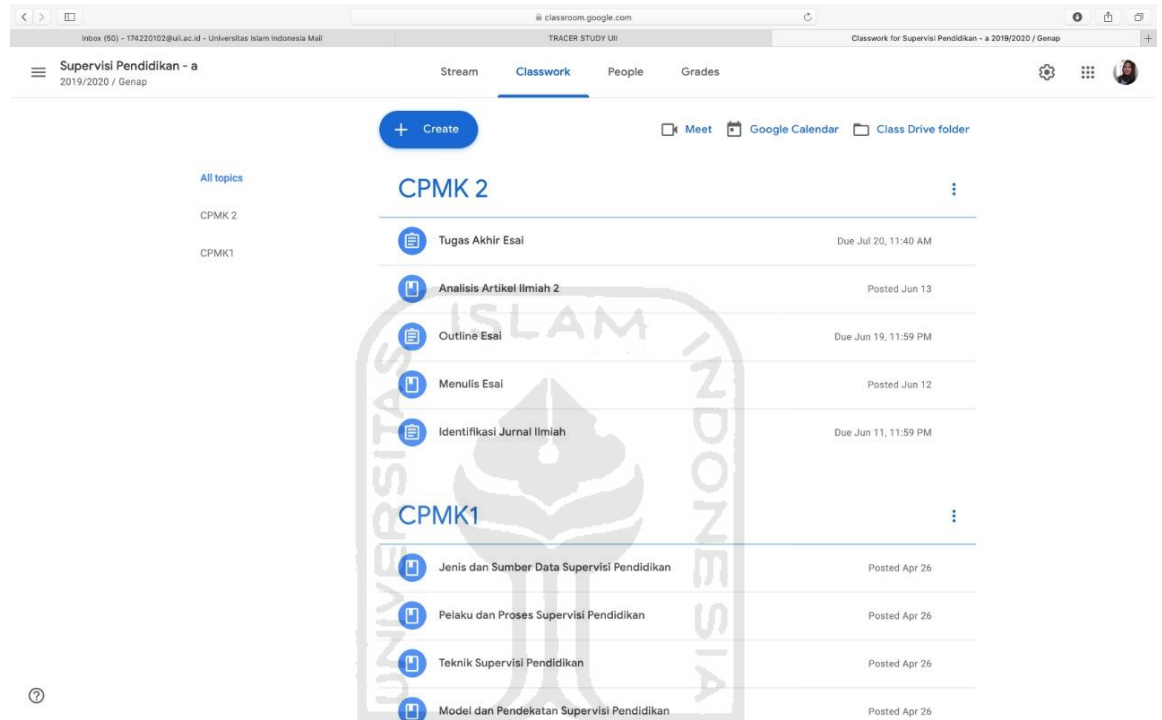 classroom.google.com
Inbox (50) - 174220102@uii.ac.id - Universitas Islam Indonesia Mail
TRACER STUDY UII
Classwork for Supervisi Pendidikan - a 2019/2020 / Genap
Supervisi Pendidikan - a
2019/2020 / Genap
Stream
Classwork
People
Grades
Create
Meet
Google Calendar
Class Drive folder
All topics
CPMK 2
CPMK1
CPMK 2
Tugas Akhir Esai
Due Jul 20, 11:40 AM
Analisis Artikel Ilmiah 2
Posted Jun 13
Outline Esai
Due Jun 19, 11:59 PM
Menulis Esai
Posted Jun 12
Identifikasi Jurnal Ilmiah
Due Jun 11, 11:59 PM
CPMK1
Jenis dan Sumber Data Supervisi Pendidikan
Posted Apr 26
Pelaku dan Proses Supervisi Pendidikan
Posted Apr 26
Teknik Supervisi Pendidikan
Posted Apr 26
Model dan Pendekatan Supervisi Pendidikan
Posted Apr 26
UNIVERSITAS
ISLAM
INDONESIA